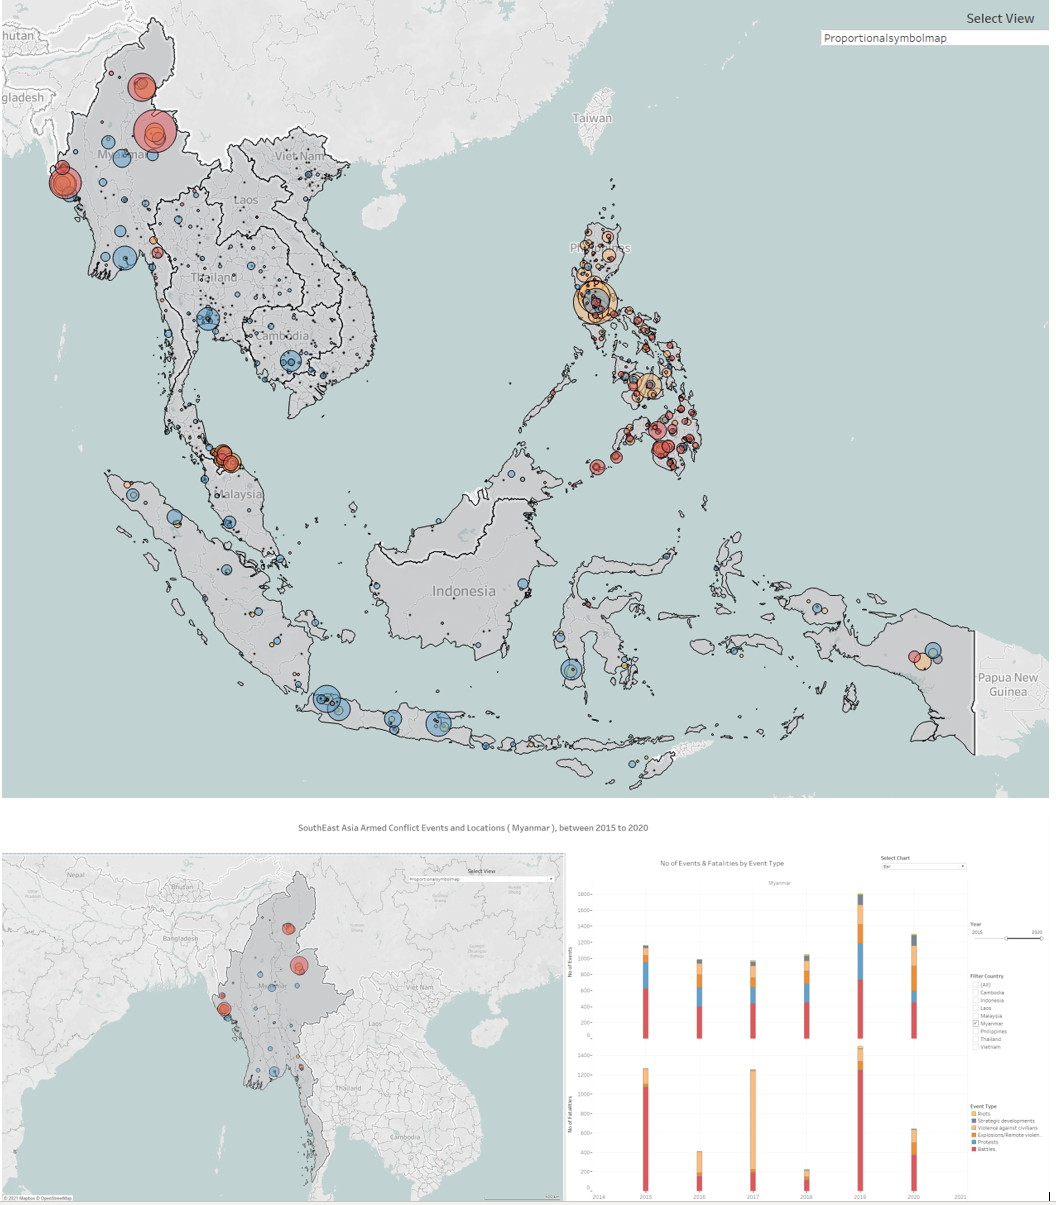 Select View
Proportionalsymbolmap
hutan
gladesh
Taiwan
Myanmar
Viet Nam
Laos
Philippines
Thailand
Cambodia
Malaysia
Indonesia
Papua New
Guinea
SouthEast Asia Armed Conflict Events and Locations ( Myanmar ), between 2015 to 2020
Select View
Proportionalsymbolmap
Nepal
Bhutan
Bangladesh
Myanmar
Viet Nam
Laos
Thailand
Cambodia
© 2021 Mapbox © OpenStreetMap
No of Events & Fatalities by Event Type
Select Chart
Bar
Myanmar
No of Events
1800
1600
1400
1200
1000
800
600
400
200
0
No of Fatalities
1400
1200
1000
800
600
400
200
0
2014 2015 2016 2017 2018 2019 2020 2021
Year
2015 2020
Filter Country
(All)
Cambodia
Indonesia
Laos
Malaysia
Myanmar
Philippines
Thailand
Vietnam
Event Type
Riots
Strategic developments
Violence against civilians
Explosions/Remote violen..
Protests
Battles